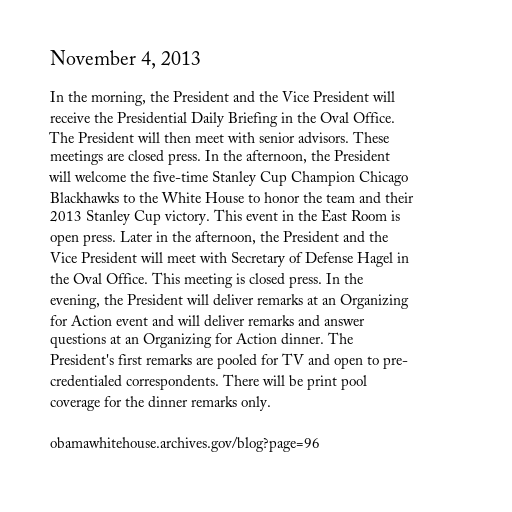 November 4, 2013
In the morning, the President and the Vice President will
receive the Presidential Daily Briefing in the Oval Office.
The President will then meet with senior advisors. These
meetings are closed press. In the afternoon, the President
will welcome the five-time Stanley Cup Champion Chicago
Blackhawks to the White House to honor the team and their
2013 Stanley Cup victory. This event in the East Room is
open press. Later in the afternoon, the President and the
Vice President will meet with Secretary of Defense Hagel in
the Oval Office. This meeting is closed press. In the
evening, the President will deliver remarks at an Organizing
for Action event and will deliver remarks and answer
questions at an Organizing for Action dinner. The
President's first remarks are pooled for TV and open to pre-
credentialed correspondents. There will be print pool
coverage for the dinner remarks only.
obamawhitehouse.archives.gov/blog?page=96